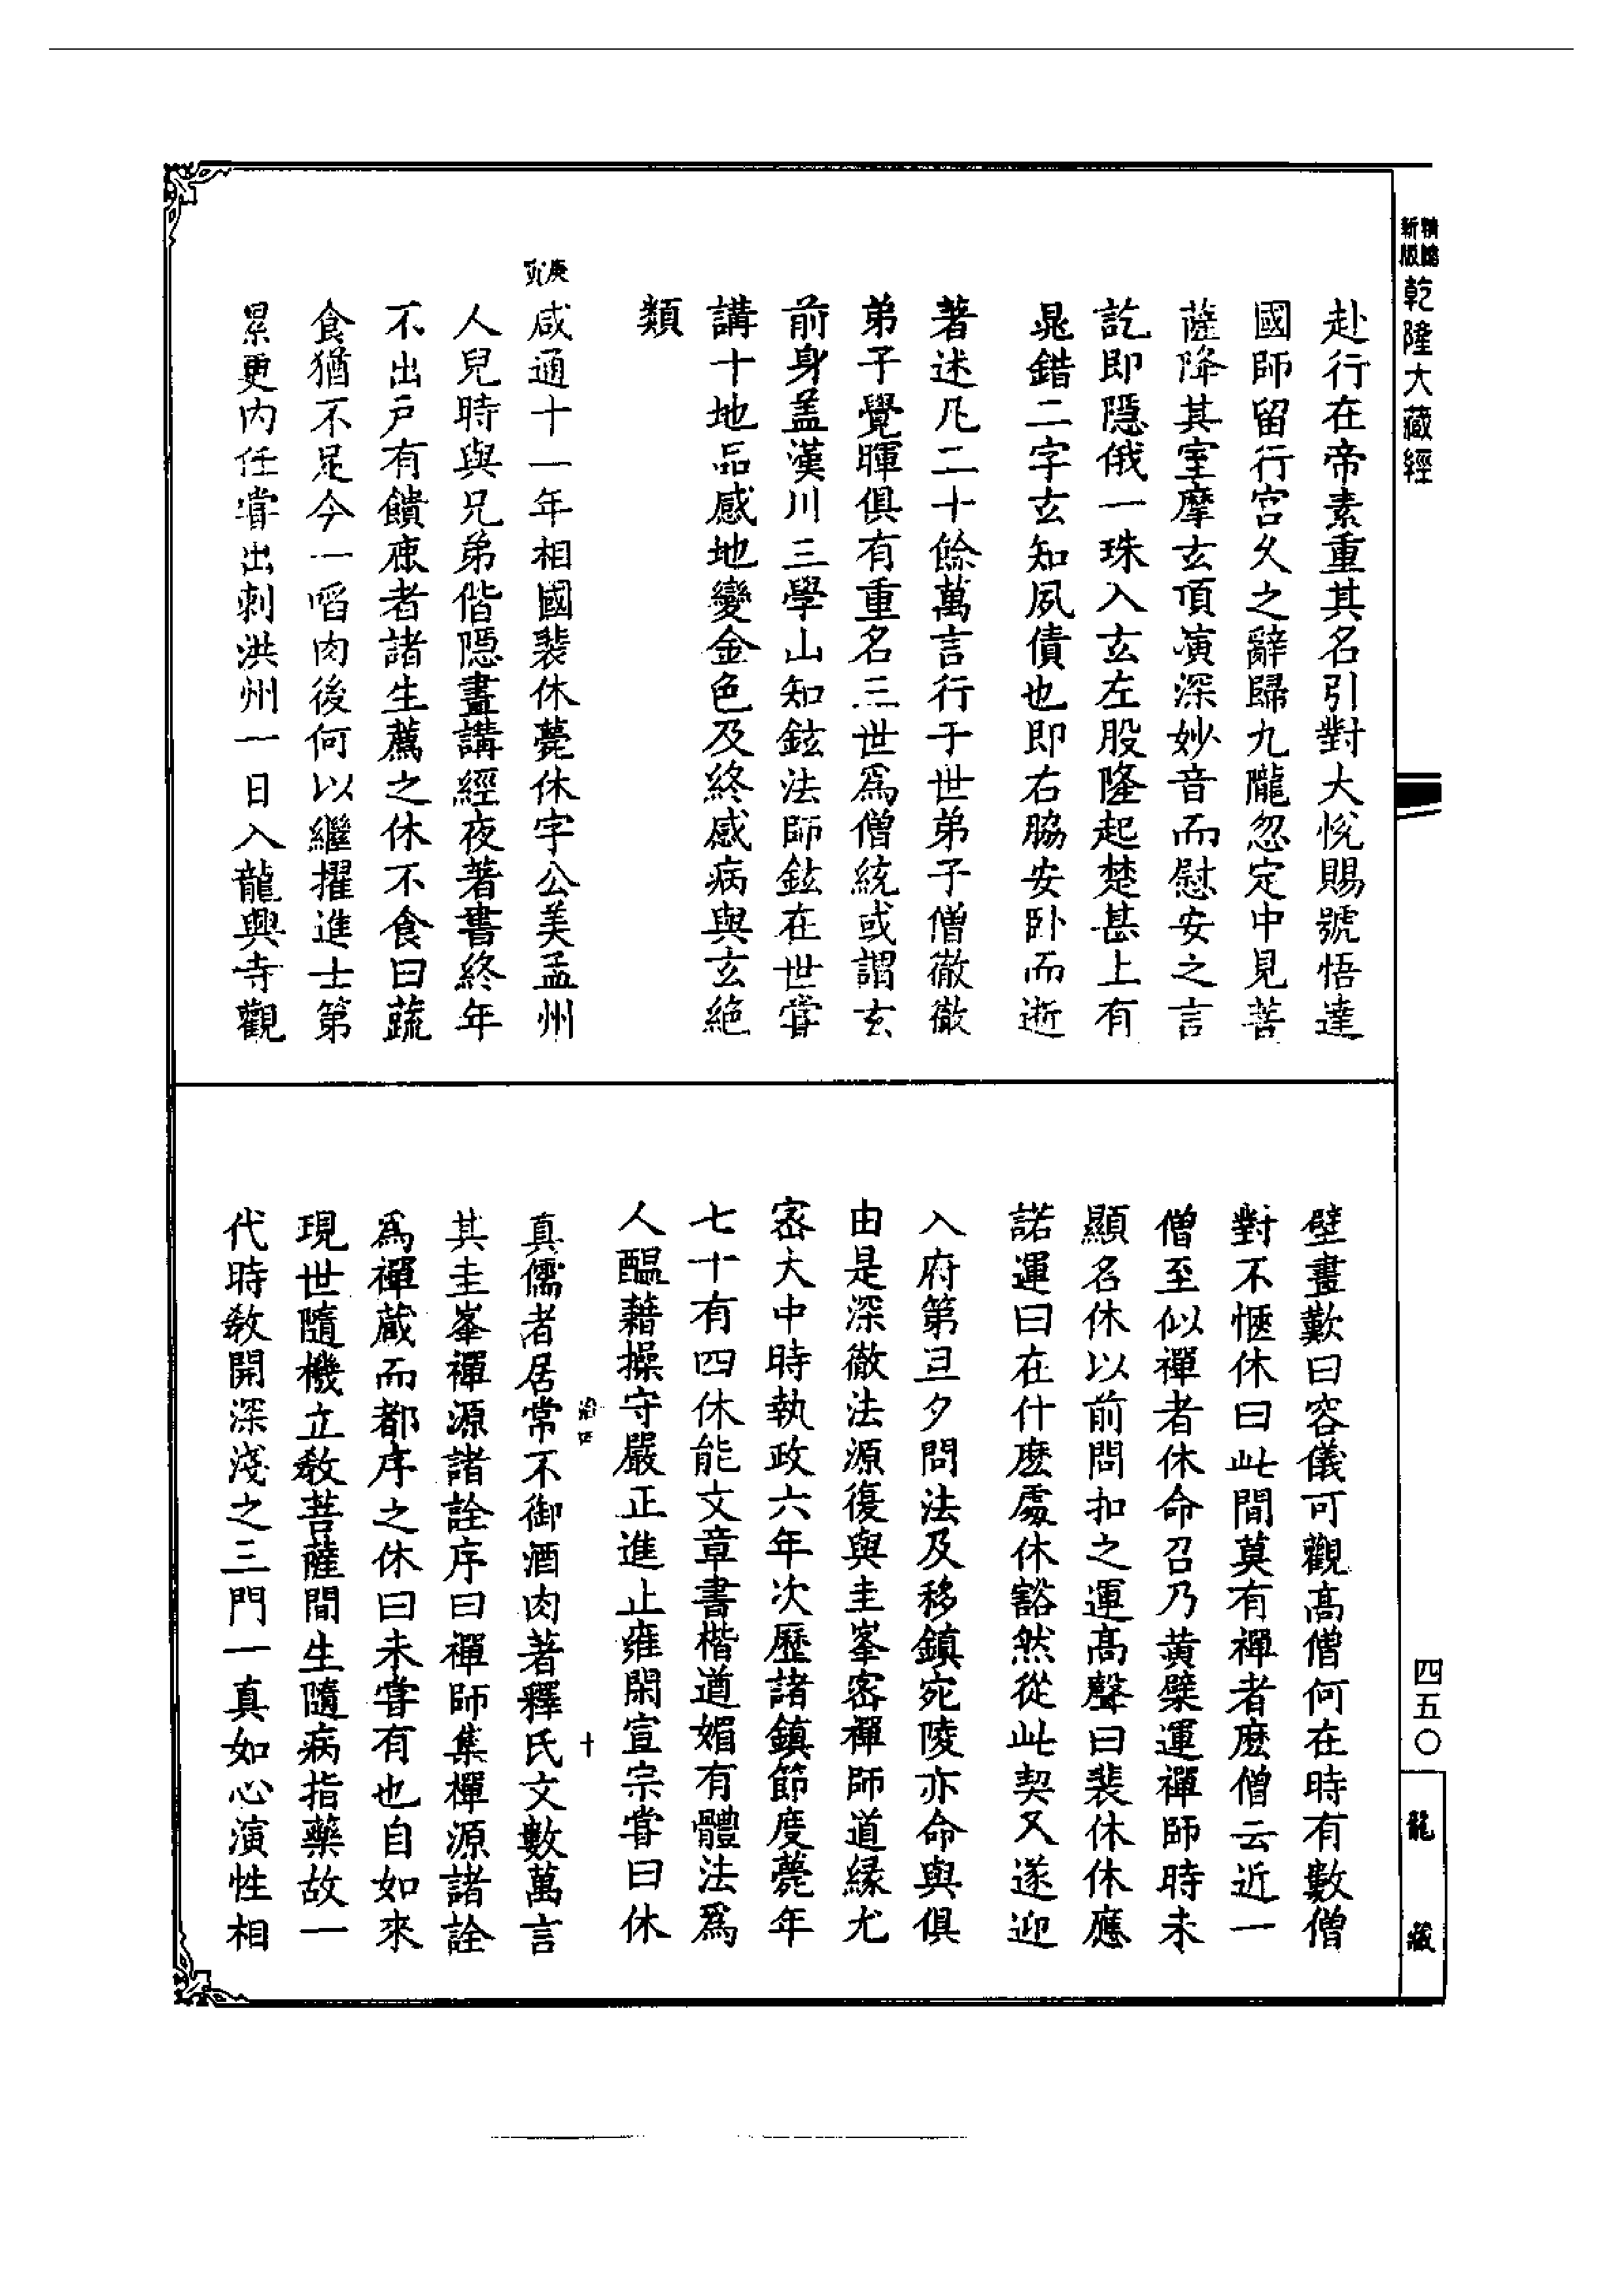 精縮
新版
乾隆大藏經
赴行在帝素重其名引對大悅賜號悟達
國師留行宮久之辭歸九隴忽定中見菩
薩降其室摩玄頂演深妙音而慰安之言
訖即隱俄一珠入玄左股隆起楚甚上有
晁錯二字玄知夙債也即右脇安卧而逝
著述凡二十餘萬言行于世弟子僧徹徹
弟子覺暉俱有重名三世爲僧統或謂玄
前身盖漢川三學山知鉉法師鉉在世甞
講十地品感地變金色及終感病與玄絕
類
庚寅
咸通十一年相國裴休薨休字公美孟州
人兒時與兄弟偕隱晝講經夜著書終年
不出戶有饋䴢者諸生薦之休不食曰蔬
食猶不足今一啗肉後何以繼擢進士第
累更內任甞出刺洪州一日入龍興寺觀
壁畫歎曰容儀可觀高僧何在時有數僧
對不愜休曰此間莫有禪者麽僧云近一
僧至似禪者休命召乃黃檗運禪師時未
顯名休以前問扣之運高聲曰裴休休應
諾運曰在什麽處休豁然從此契又遂迎
入府第旦夕問法及移鎮宛陵亦命與俱
由是深徹法源復與圭峯密禪師道緣尤
密大中時執政六年次歷諸鎮節度薨年
七十有四休能文章書楷遒媚有體法爲
人醞藉操守嚴正進止雍閑宣宗甞曰休
十
真儒者居常不御酒肉著釋氏文數萬言
其圭峯禪源諸詮序曰禪師集禪源諸詮
爲禪藏而都序之休曰未甞有也自如來
現世隨機立教菩薩間生隨病指藥故一
代時教開深淺之三門一真如心演性相
四五〇
龍藏